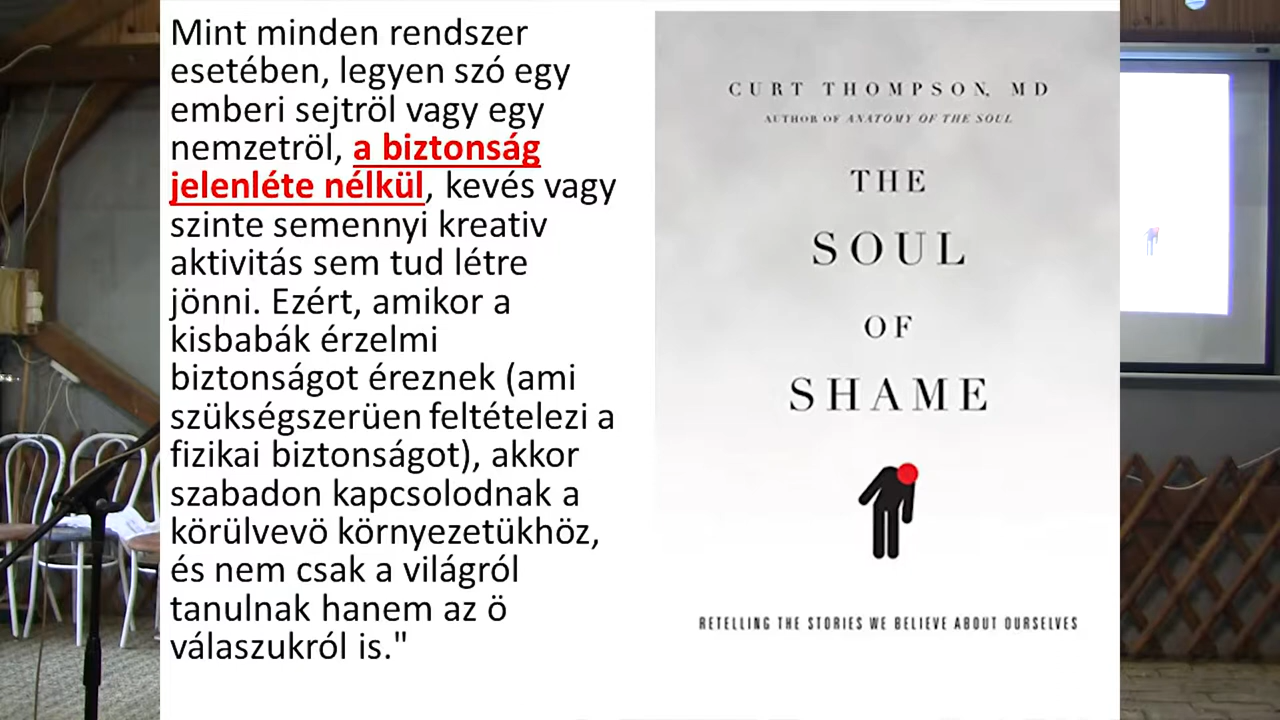 Mint minden rendszer
esetében, legyen szó egy
emberi sejtröl vagy egy
nemzetröl, a biztonság
jelenléte nélkül, kevés vagy
szinte semennyi kreativ
aktivitás sem tud létre
jönni. Ezért, amikor a
kisbabák érzelmi
biztonságot éreznek (ami
szükségszerüen feltételezi a
fizikai biztonságot), akkor
szabadon kapcsolodnak a
körülvevö környezetükhöz,
és nem csak a világról
tanulnak hanem az ö
válaszukról is."
CURT THOMPSON, MD
AUTHOR OF ANATOMY OF THE SOUL
THE
SOUL
OF
SHAME
RETELLING THE STORIES WE BELIEVE ABOUT OURSELVES